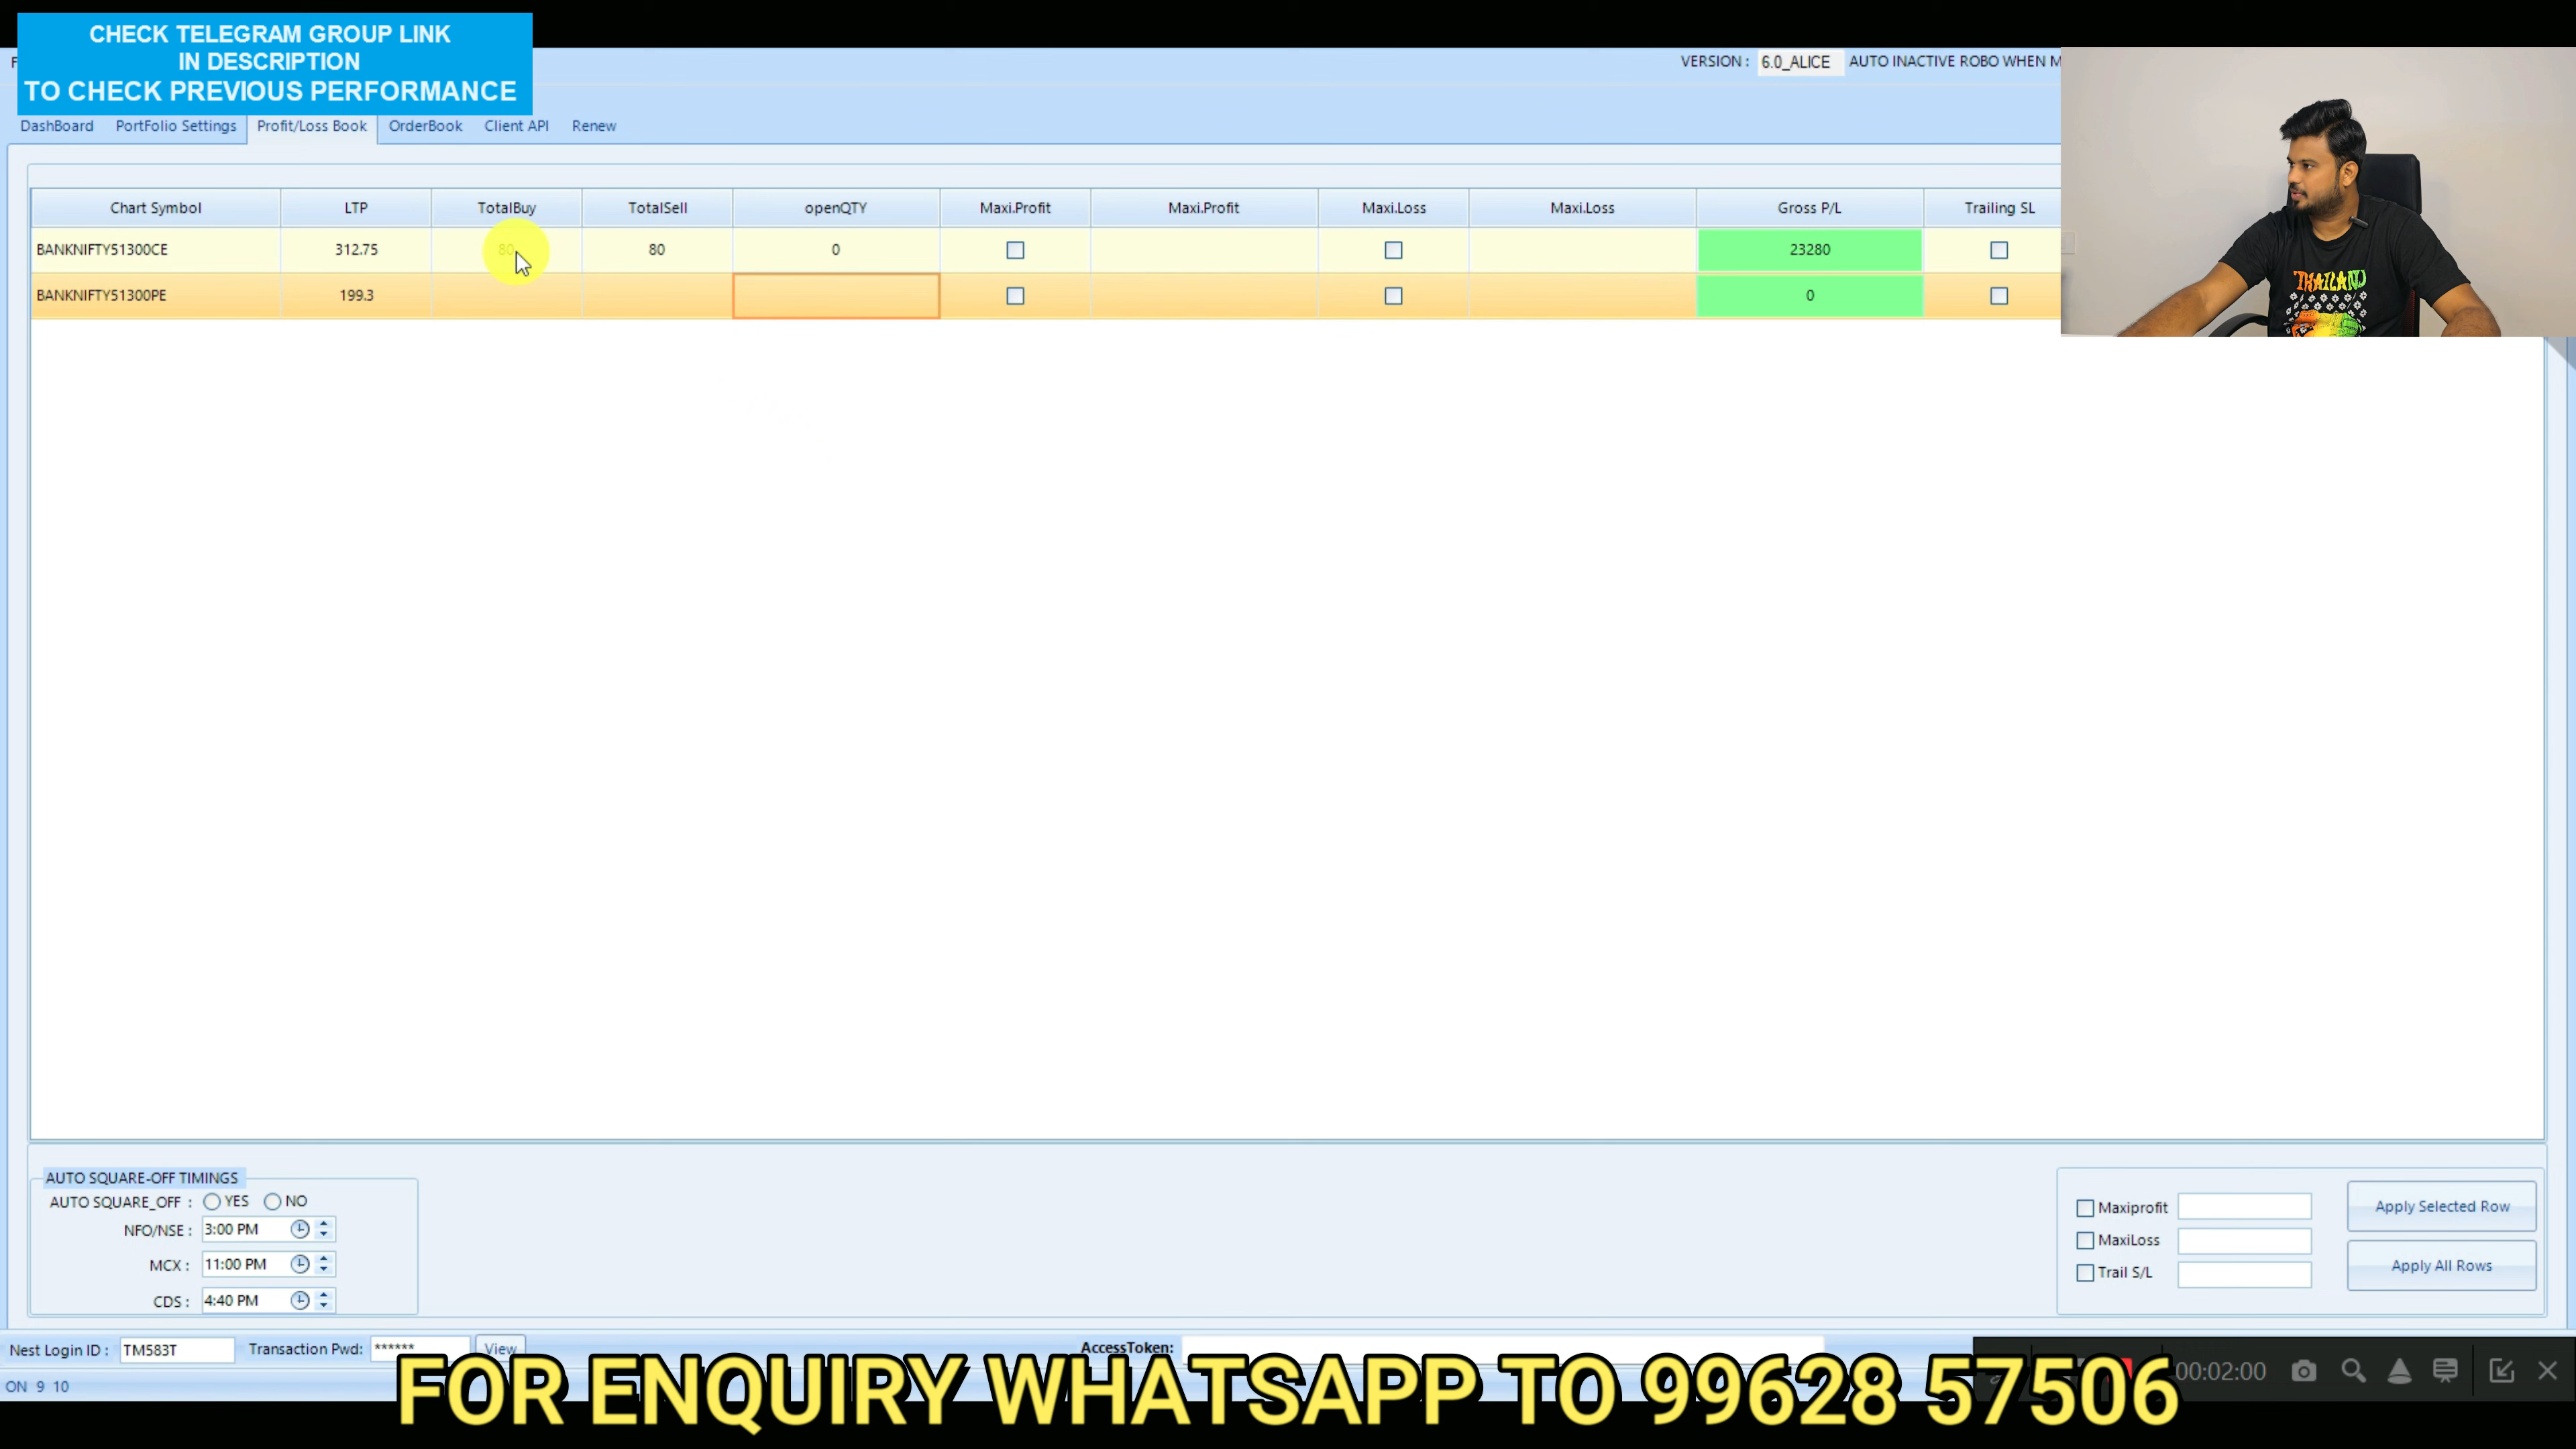 CHECK TELEGRAM GROUP LINK
IN DESCRIPTION
TO CHECK PREVIOUS PERFORMANCE
VERSION : 6.0_ALICE AUTO INACTIVE ROBO WHEN M
DashBoard PortFolio Settings Profit/Loss Book OrderBook Client API Renew
Chart Symbol LTP TotalBuy TotalSell openQTY Maxi.Profit Maxi.Profit Maxi.Loss Maxi.Loss Gross P/L Trailing SL
BANKNIFTY51300CE 312.75 80 80 0 23280
BANKNIFTY51300PE 199.3 0
THAILAND
AUTO SQUARE-OFF TIMINGS
AUTO SQUARE_OFF : YES NO
NFO/NSE : 3:00 PM
MCX : 11:00 PM
CDS : 4:40 PM
Maxiprofit
MaxiLoss
Trail S/L
Apply Selected Row
Apply All Rows
Nest Login ID : TM583T Transaction Pwd: ****** View AccessToken:
ON 9 10
00:02:00
FOR ENQUIRY WHATSAPP TO 99628 57506